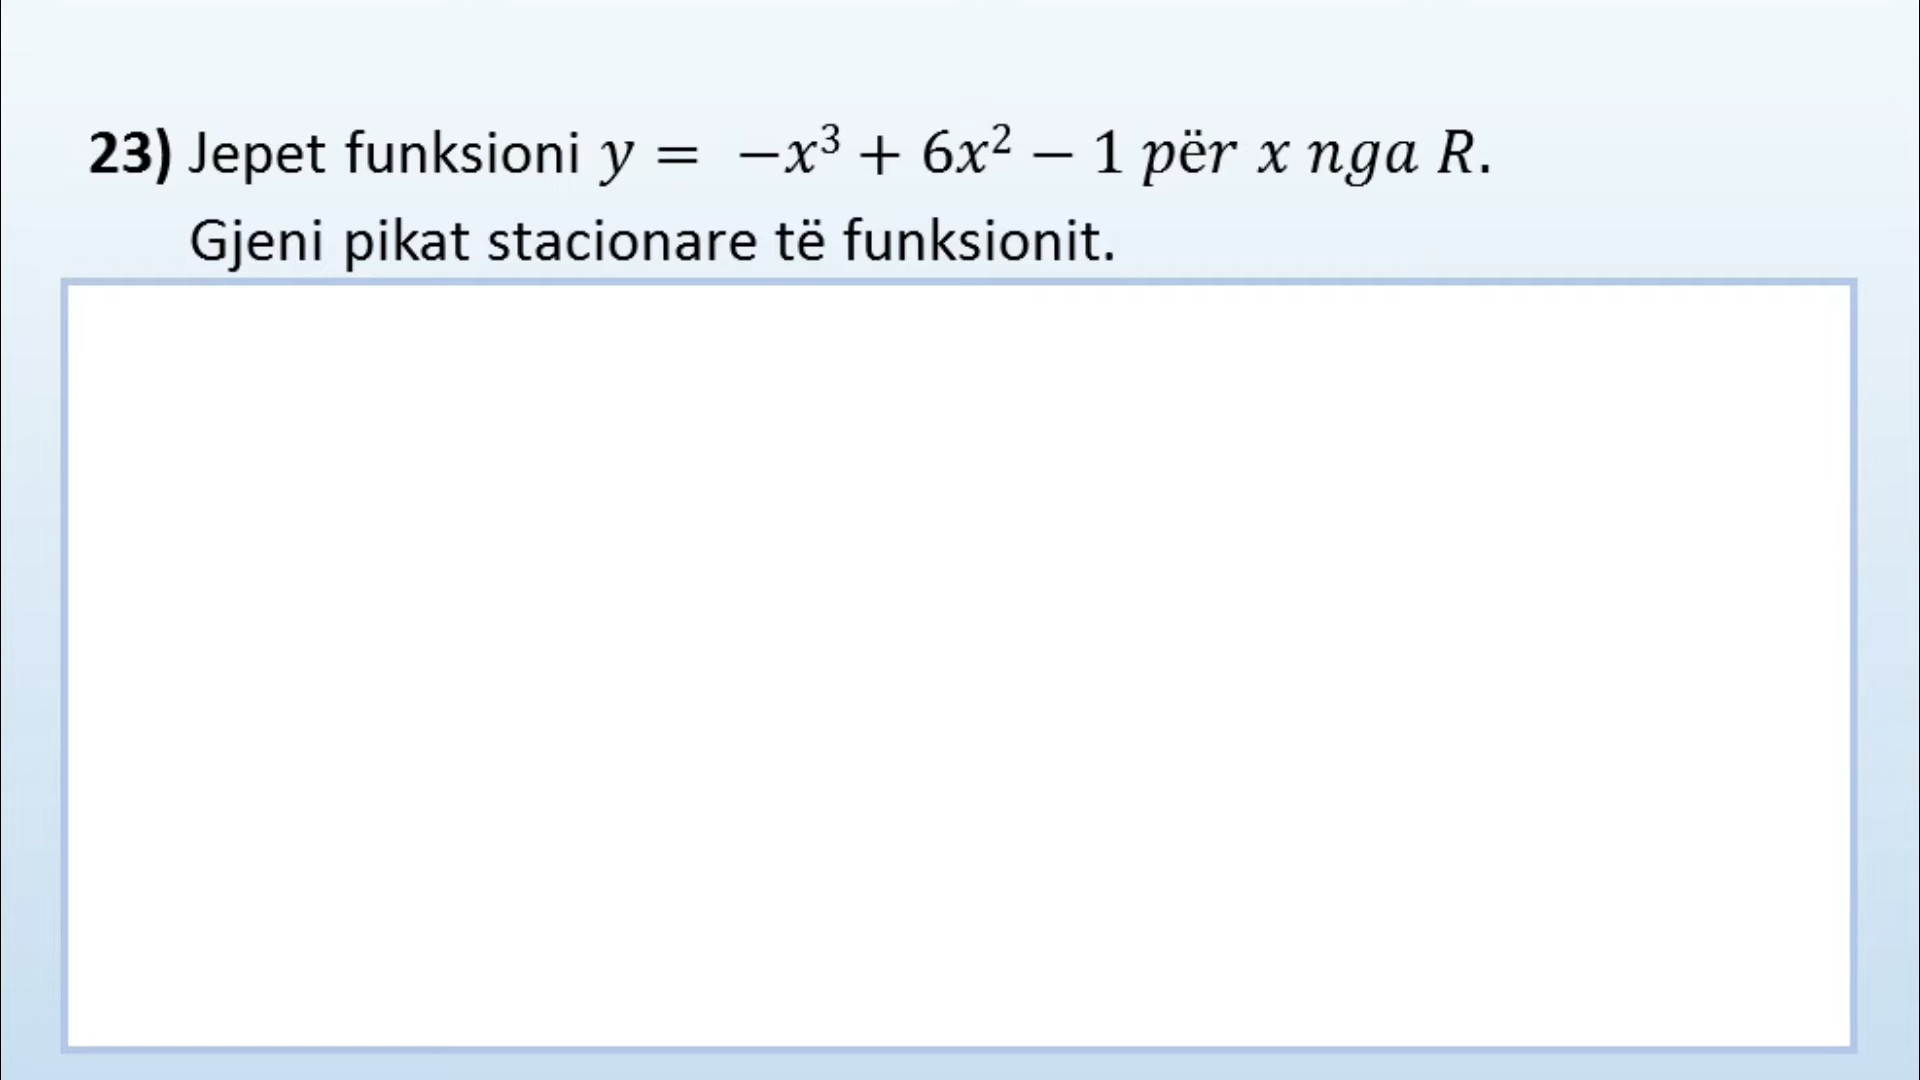 23) Jepet funksioni y = −x³ + 6x² − 1 për x nga R.
Gjeni pikat stacionare të funksionit.